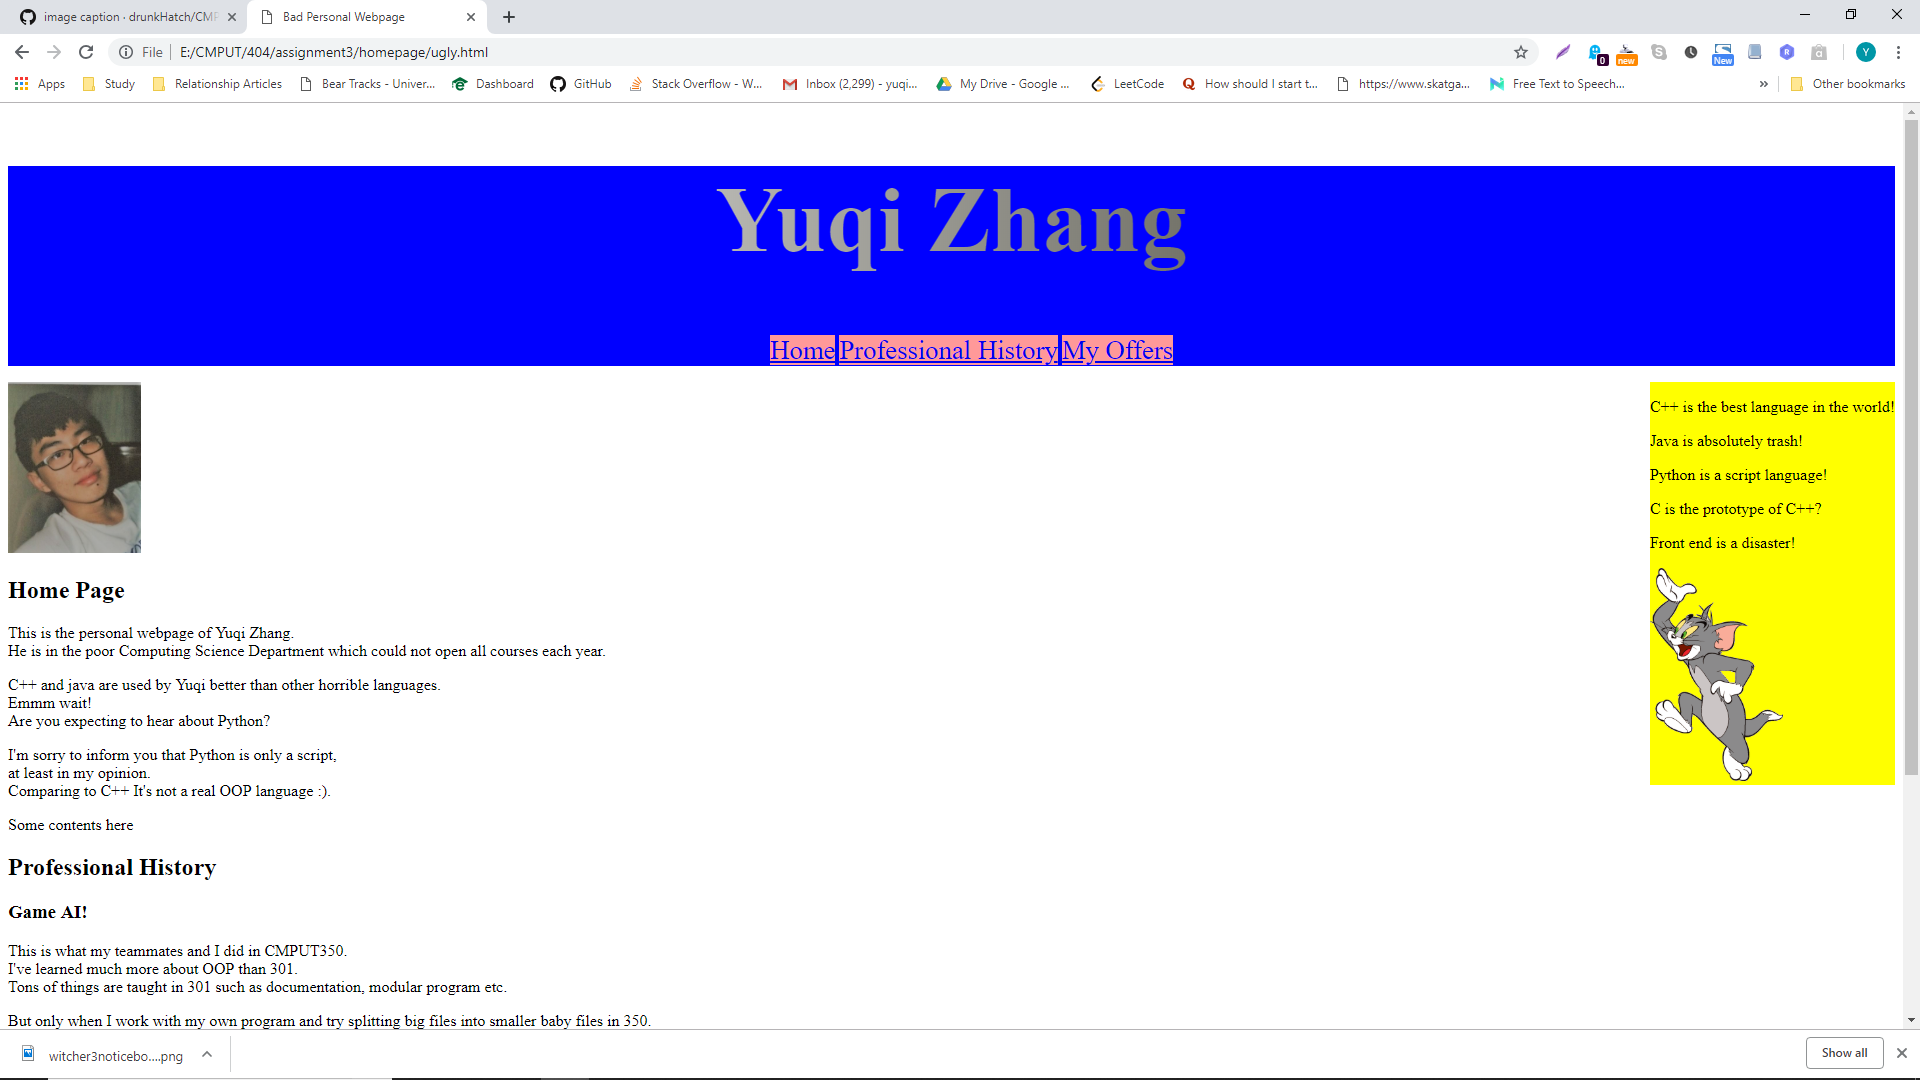 image caption · drunkHatch/CMP
Bad Personal Webpage
File
E:/CMPUT/404/assignment3/homepage/ugly.html
0
new
New
R
Y
Apps
Study
Relationship Articles
Bear Tracks - Univer...
Dashboard
GitHub
Stack Overflow - W...
Inbox (2,299) - yuqi...
My Drive - Google ...
LeetCode
How should I start t...
https://www.skatga...
Free Text to Speech...
»
Other bookmarks
Yuqi Zhang
Home Professional History My Offers
C++ is the best language in the world!
Java is absolutely trash!
Python is a script language!
C is the prototype of C++?
Front end is a disaster!
Home Page
This is the personal webpage of Yuqi Zhang.
He is in the poor Computing Science Department which could not open all courses each year.
C++ and java are used by Yuqi better than other horrible languages.
Emmm wait!
Are you expecting to hear about Python?
I'm sorry to inform you that Python is only a script,
at least in my opinion.
Comparing to C++ It's not a real OOP language :).
Some contents here
Professional History
Game AI!
This is what my teammates and I did in CMPUT350.
I've learned much more about OOP than 301.
Tons of things are taught in 301 such as documentation, modular program etc.
But only when I work with my own program and try splitting big files into smaller baby files in 350.
witcher3noticebo....png
Show all